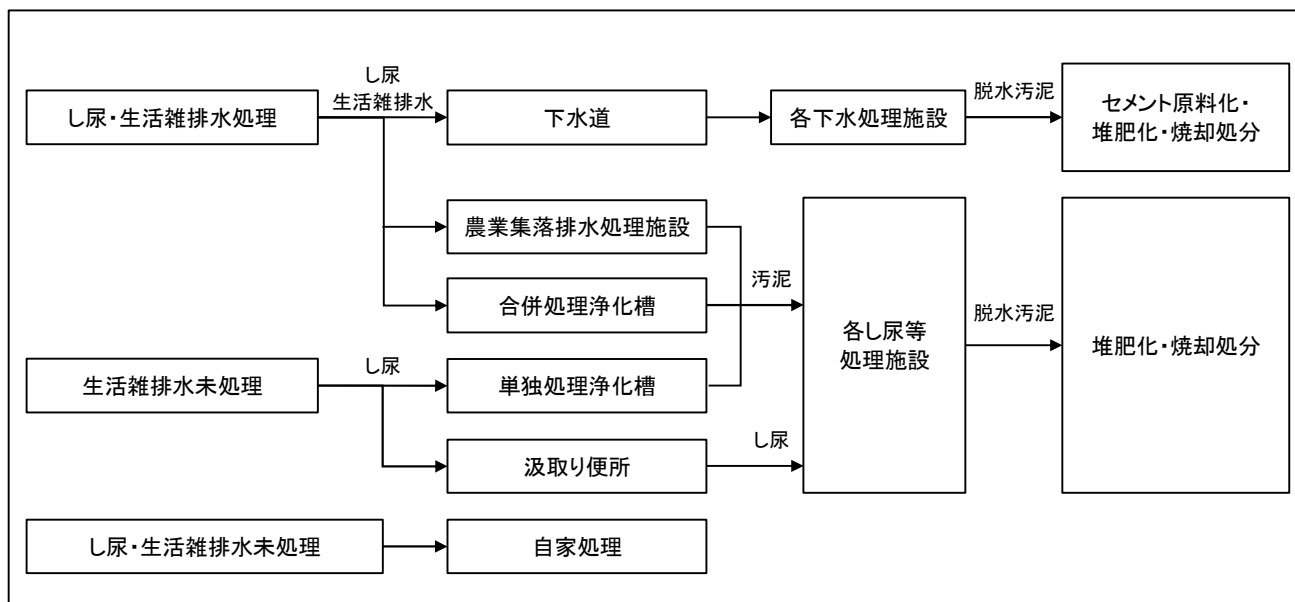 し尿・生活雑排水処理
し尿
生活雑排水
下水道
各下水処理施設
脱水汚泥
セメント原料化・
堆肥化・焼却処分
農業集落排水処理施設
合併処理浄化槽
汚泥
生活雑排水未処理
し尿
単独処理浄化槽
汲取り便所
し尿
各し尿等
処理施設
脱水汚泥
堆肥化・焼却処分
し尿・生活雑排水未処理
自家処理